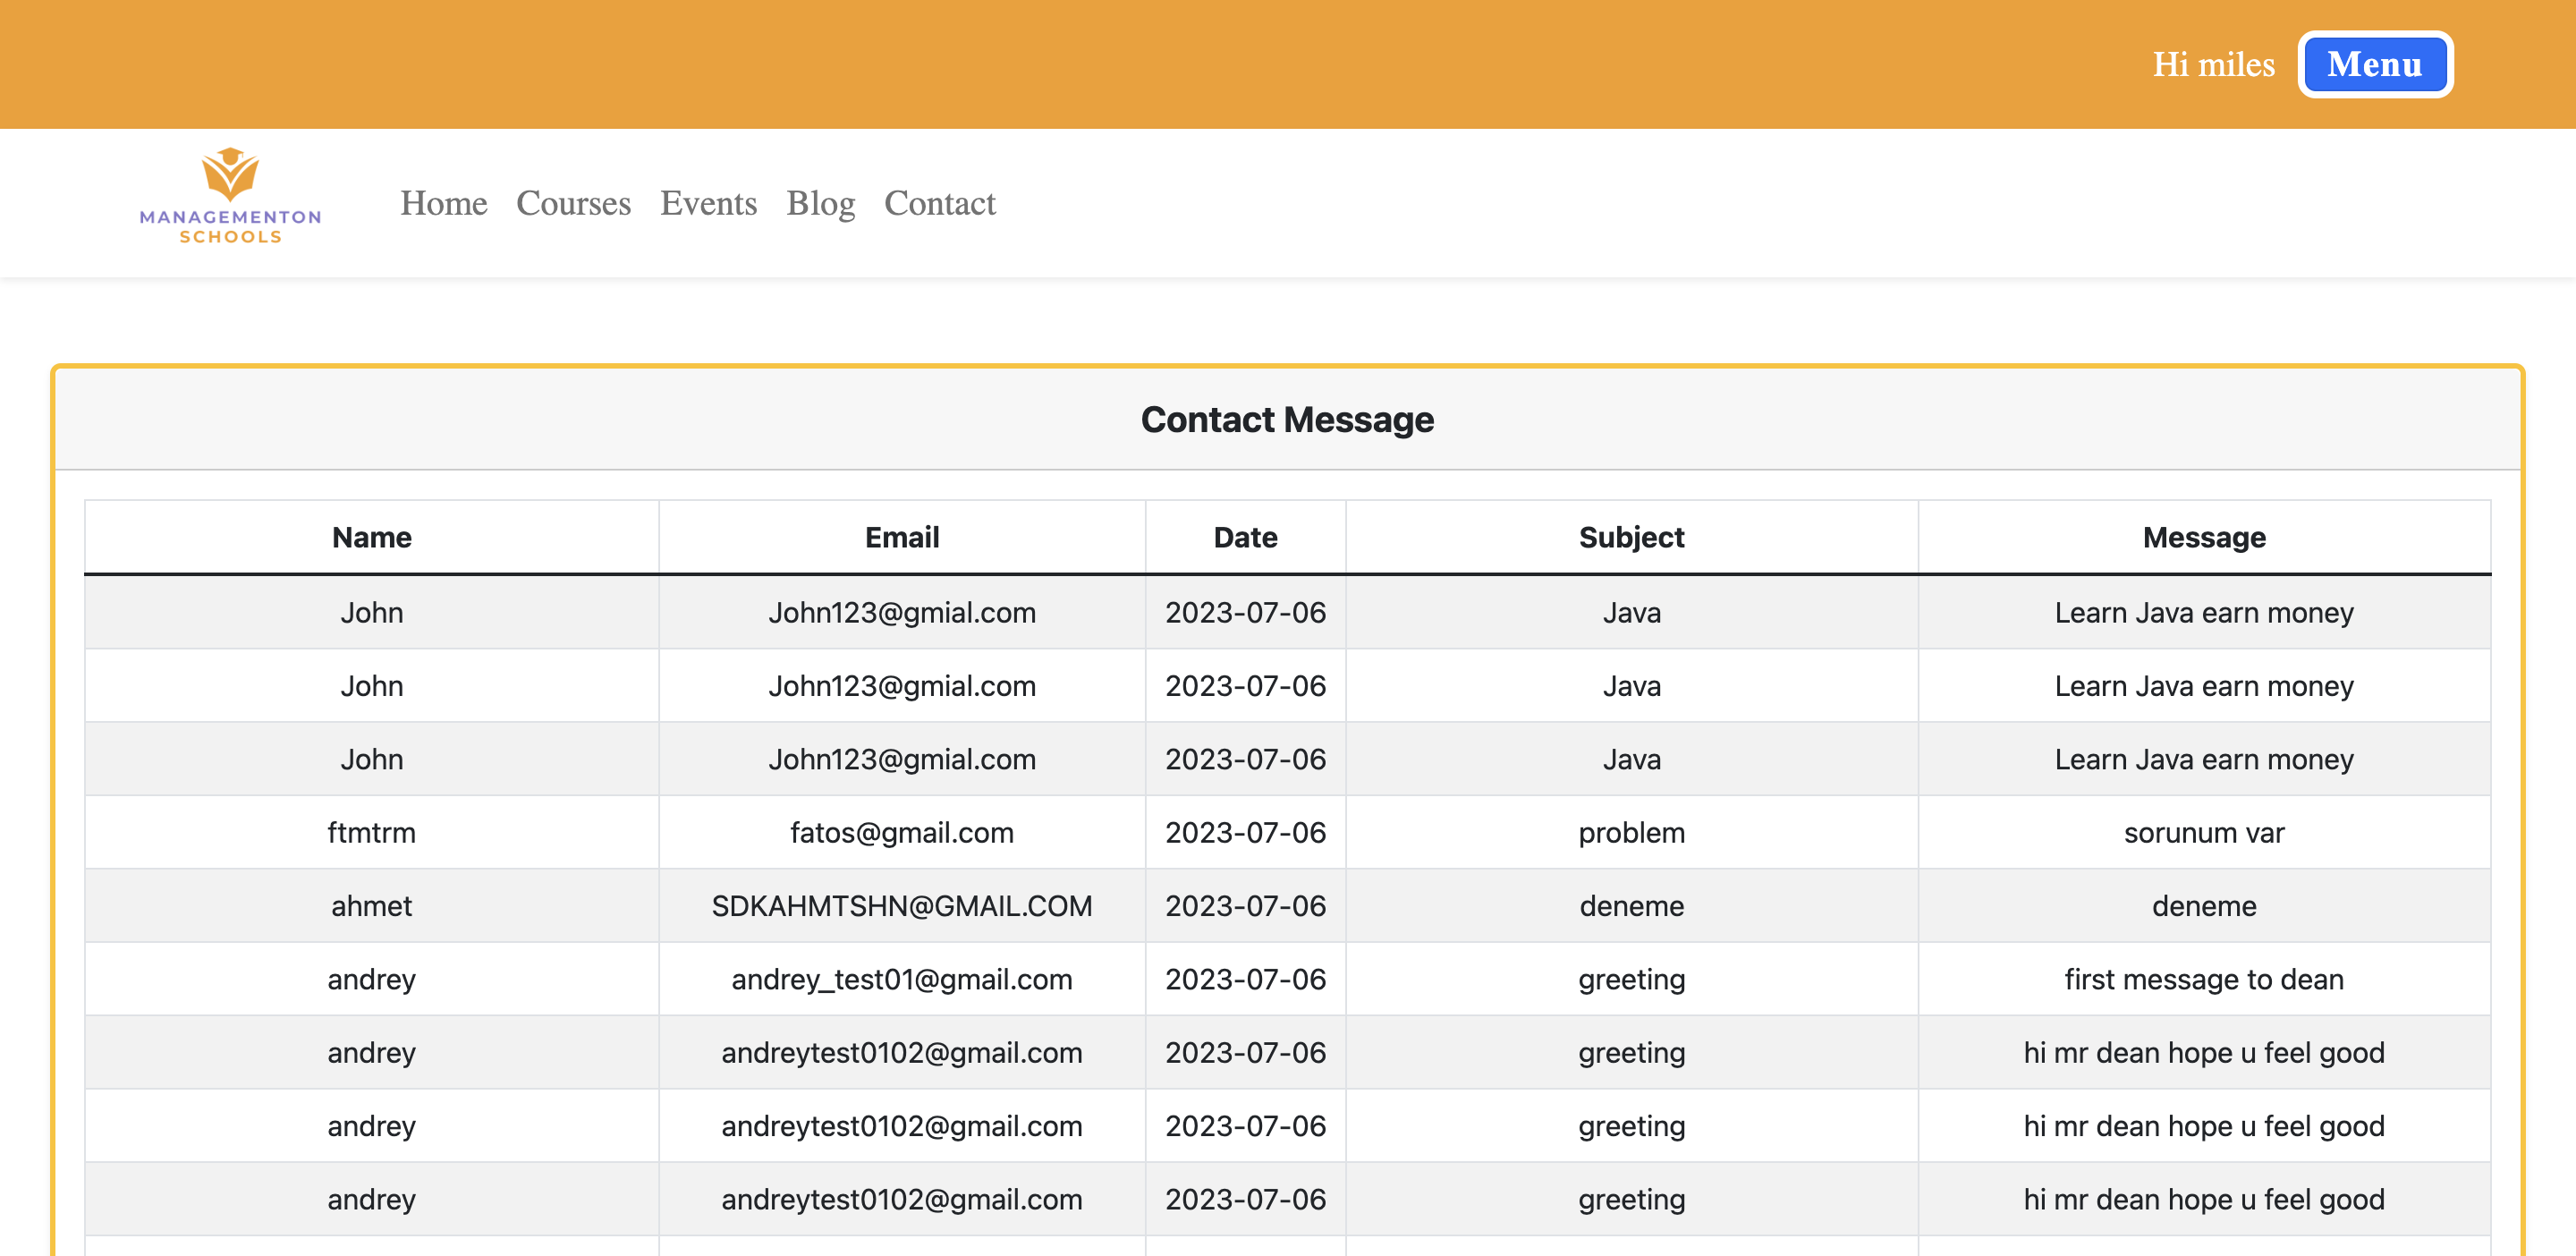 Hi miles Menu
MANAGEMENTON
SCHOOLS
Home Courses Events Blog Contact
Contact Message
Name Email Date Subject Message
John John123@gmial.com 2023-07-06 Java Learn Java earn money
John John123@gmial.com 2023-07-06 Java Learn Java earn money
John John123@gmial.com 2023-07-06 Java Learn Java earn money
ftmtrm fatos@gmail.com 2023-07-06 problem sorunum var
ahmet SDKAHMTSHN@GMAIL.COM 2023-07-06 deneme deneme
andrey andrey_test01@gmail.com 2023-07-06 greeting first message to dean
andrey andreytest0102@gmail.com 2023-07-06 greeting hi mr dean hope u feel good
andrey andreytest0102@gmail.com 2023-07-06 greeting hi mr dean hope u feel good
andrey andreytest0102@gmail.com 2023-07-06 greeting hi mr dean hope u feel good